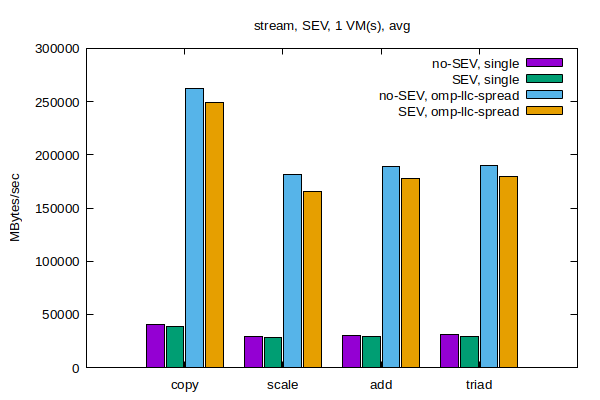 stream, SEV, 1 VM(s), avg
300000
250000
200000
150000
100000
50000
0
MBytes/sec
no-SEV, single
SEV, single
no-SEV, omp-llc-spread
SEV, omp-llc-spread
copy
scale
add
triad